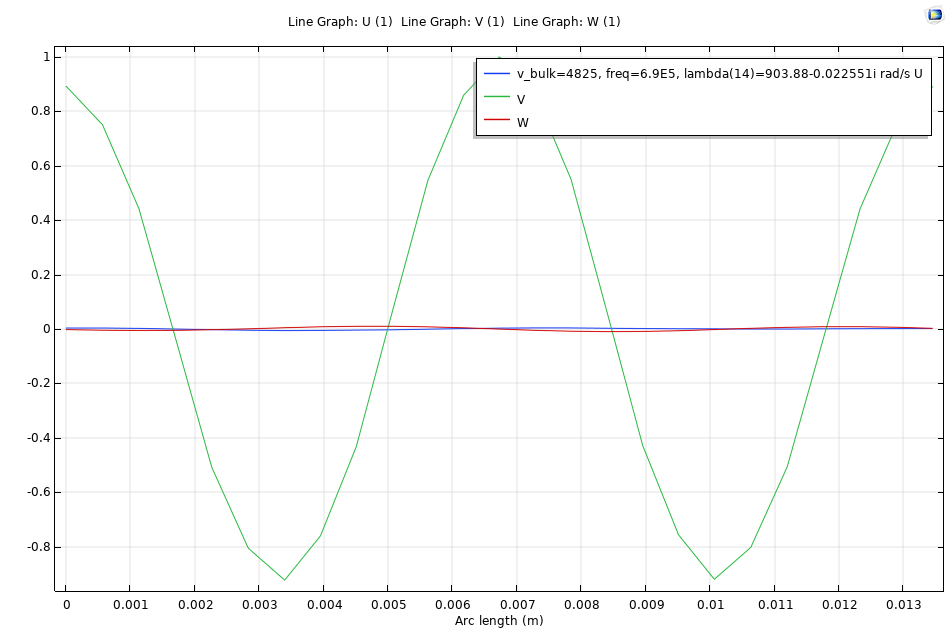 Line Graph: U (1)  Line Graph: V (1)  Line Graph: W (1)
v_bulk=4825, freq=6.9E5, lambda(14)=903.88-0.022551i rad/s U
V
W
1
0.8
0.6
0.4
0.2
0
-0.2
-0.4
-0.6
-0.8
0 0.001 0.002 0.003 0.004 0.005 0.006 0.007 0.008 0.009 0.01 0.011 0.012 0.013
Arc length (m)